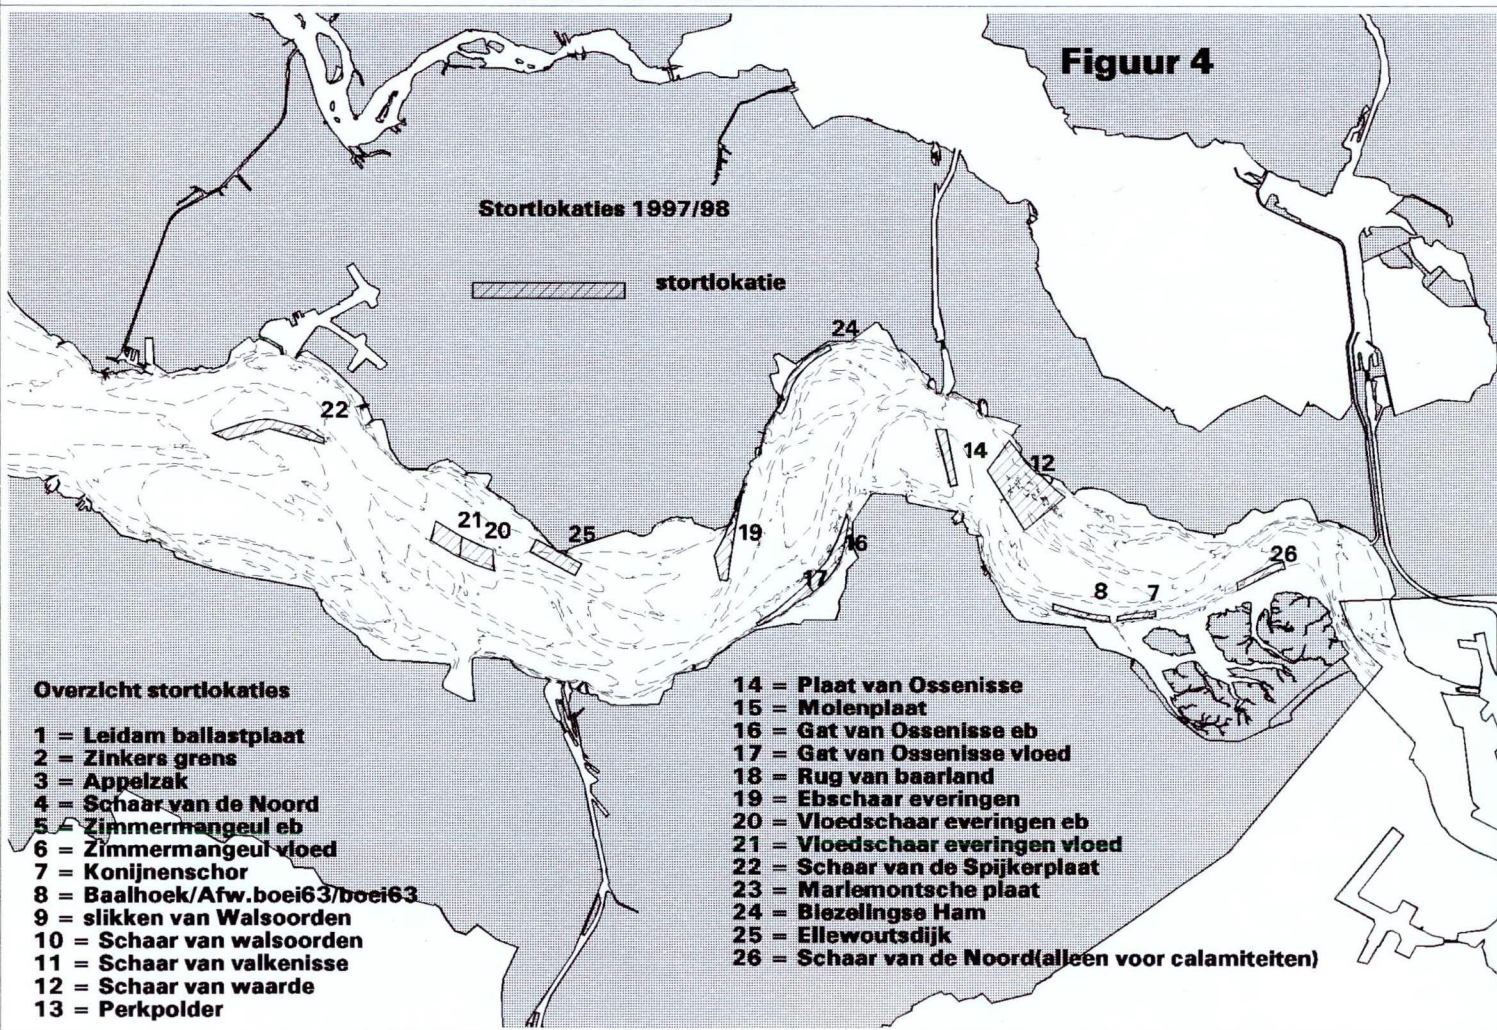 Figuur 4
Stortlokaties 1997/98
stortlokatie
24
22
14
12
21
20
25
19
16
17
26
8
7
Overzicht stortlokaties
1 = Leidam ballastplaat
2 = Zinkers grens
3 = Appelzak
4 = Schaar van de Noord
5 = Zimmermangeul eb
6 = Zimmermangeul vloed
7 = Konijnenschor
8 = Baalhoek/Afw.boei63/boei63
9 = slikken van Walsoorden
10 = Schaar van walsoorden
11 = Schaar van valkenisse
12 = Schaar van waarde
13 = Perkpolder
14 = Plaat van Ossenisse
15 = Molenplaat
16 = Gat van Ossenisse eb
17 = Gat van Ossenisse vloed
18 = Rug van baarland
19 = Ebschaar everingen
20 = Vloedschaar everingen eb
21 = Vloedschaar everingen vloed
22 = Schaar van de Spijkerplaat
23 = Marlemontsche plaat
24 = Biezelingse Ham
25 = Ellewoutsdijk
26 = Schaar van de Noord(alleen voor calamiteiten)